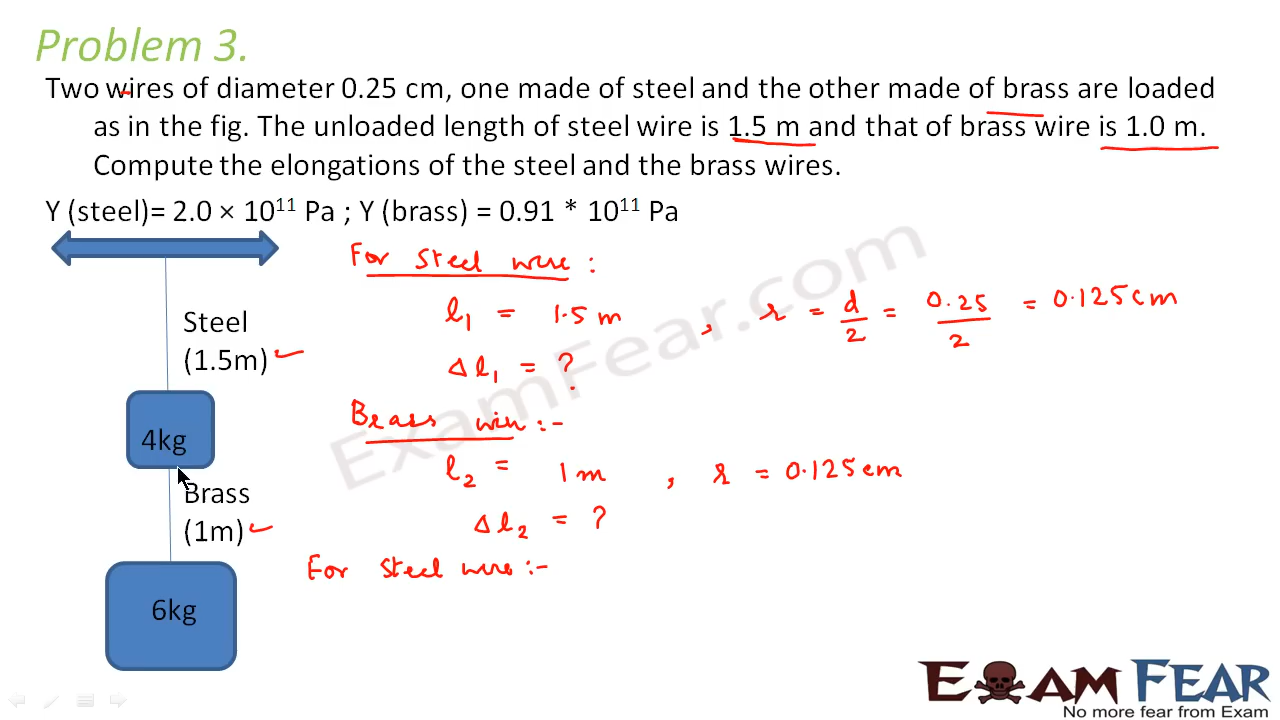 Problem 3.
Two wires of diameter 0.25 cm, one made of steel and the other made of brass are loaded
as in the fig. The unloaded length of steel wire is 1.5 m and that of brass wire is 1.0 m.
Compute the elongations of the steel and the brass wires.
Y (steel)= 2.0 × 10¹¹ Pa ; Y (brass) = 0.91 * 10¹¹ Pa
For steel wire :
l₁ = 1.5 m , r = d/2 = 0.25/2 = 0.125 cm
Δl₁ = ?
Steel
(1.5m)
Brass wire :-
4kg
l₂ = 1 m , r = 0.125 cm
Δl₂ = ?
Brass
(1m)
For steel wire :-
6kg
ExamFear.com
EXAM FEAR
No more fear from Exam